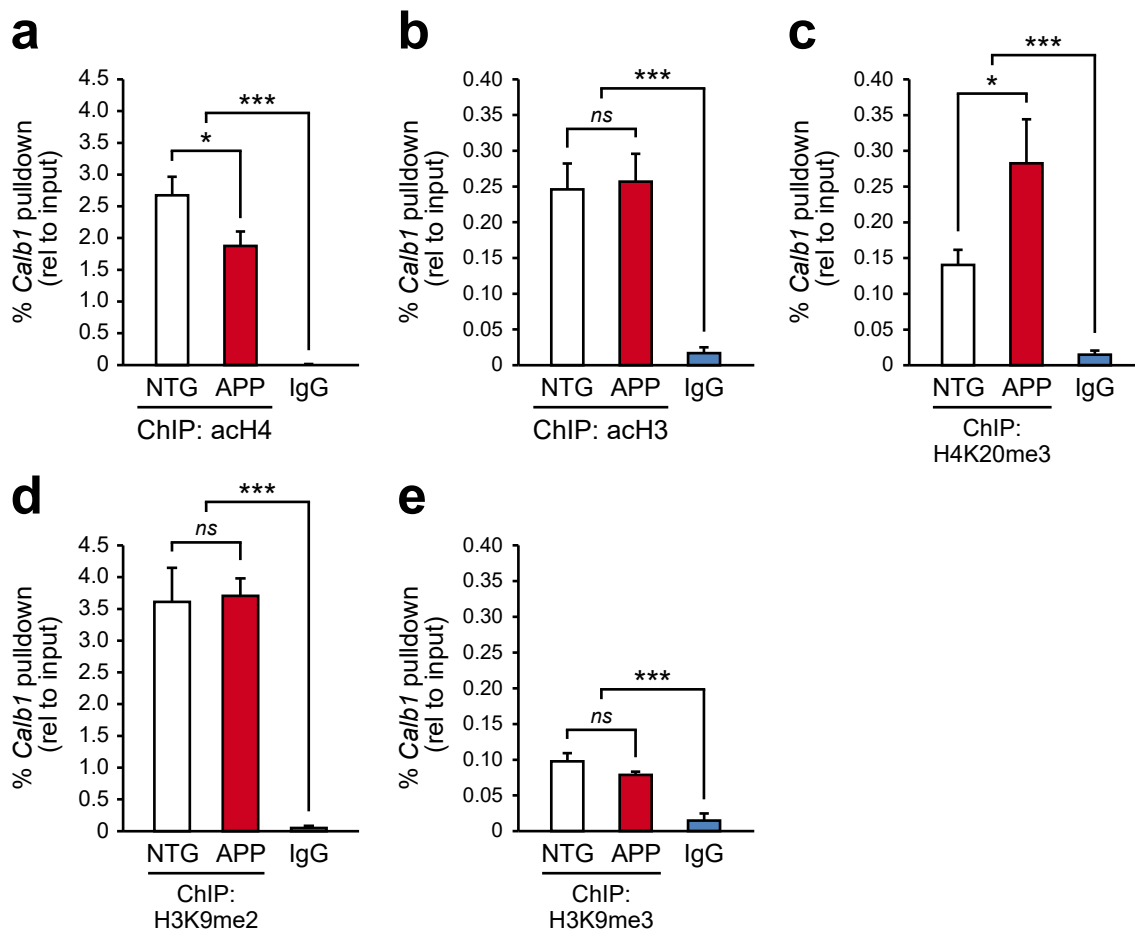 a
% Calb1 pulldown
(rel to input)
4.5
4.0
3.5
3.0
2.5
2.0
1.5
1.0
0.5
0
***
*
NTG APP IgG
ChIP: acH4
b
% Calb1 pulldown
(rel to input)
0.40
0.35
0.30
0.25
0.20
0.15
0.10
0.05
0
***
ns
NTG APP IgG
ChIP: acH3
c
% Calb1 pulldown
(rel to input)
0.40
0.35
0.30
0.25
0.20
0.15
0.10
0.05
0
***
*
NTG APP IgG
ChIP:
H4K20me3
d
% Calb1 pulldown
(rel to input)
4.5
4.0
3.5
3.0
2.5
2.0
1.5
1.0
0.5
0
***
ns
NTG APP IgG
ChIP:
H3K9me2
e
% Calb1 pulldown
(rel to input)
0.40
0.35
0.30
0.25
0.20
0.15
0.10
0.05
0
***
ns
NTG APP IgG
ChIP:
H3K9me3